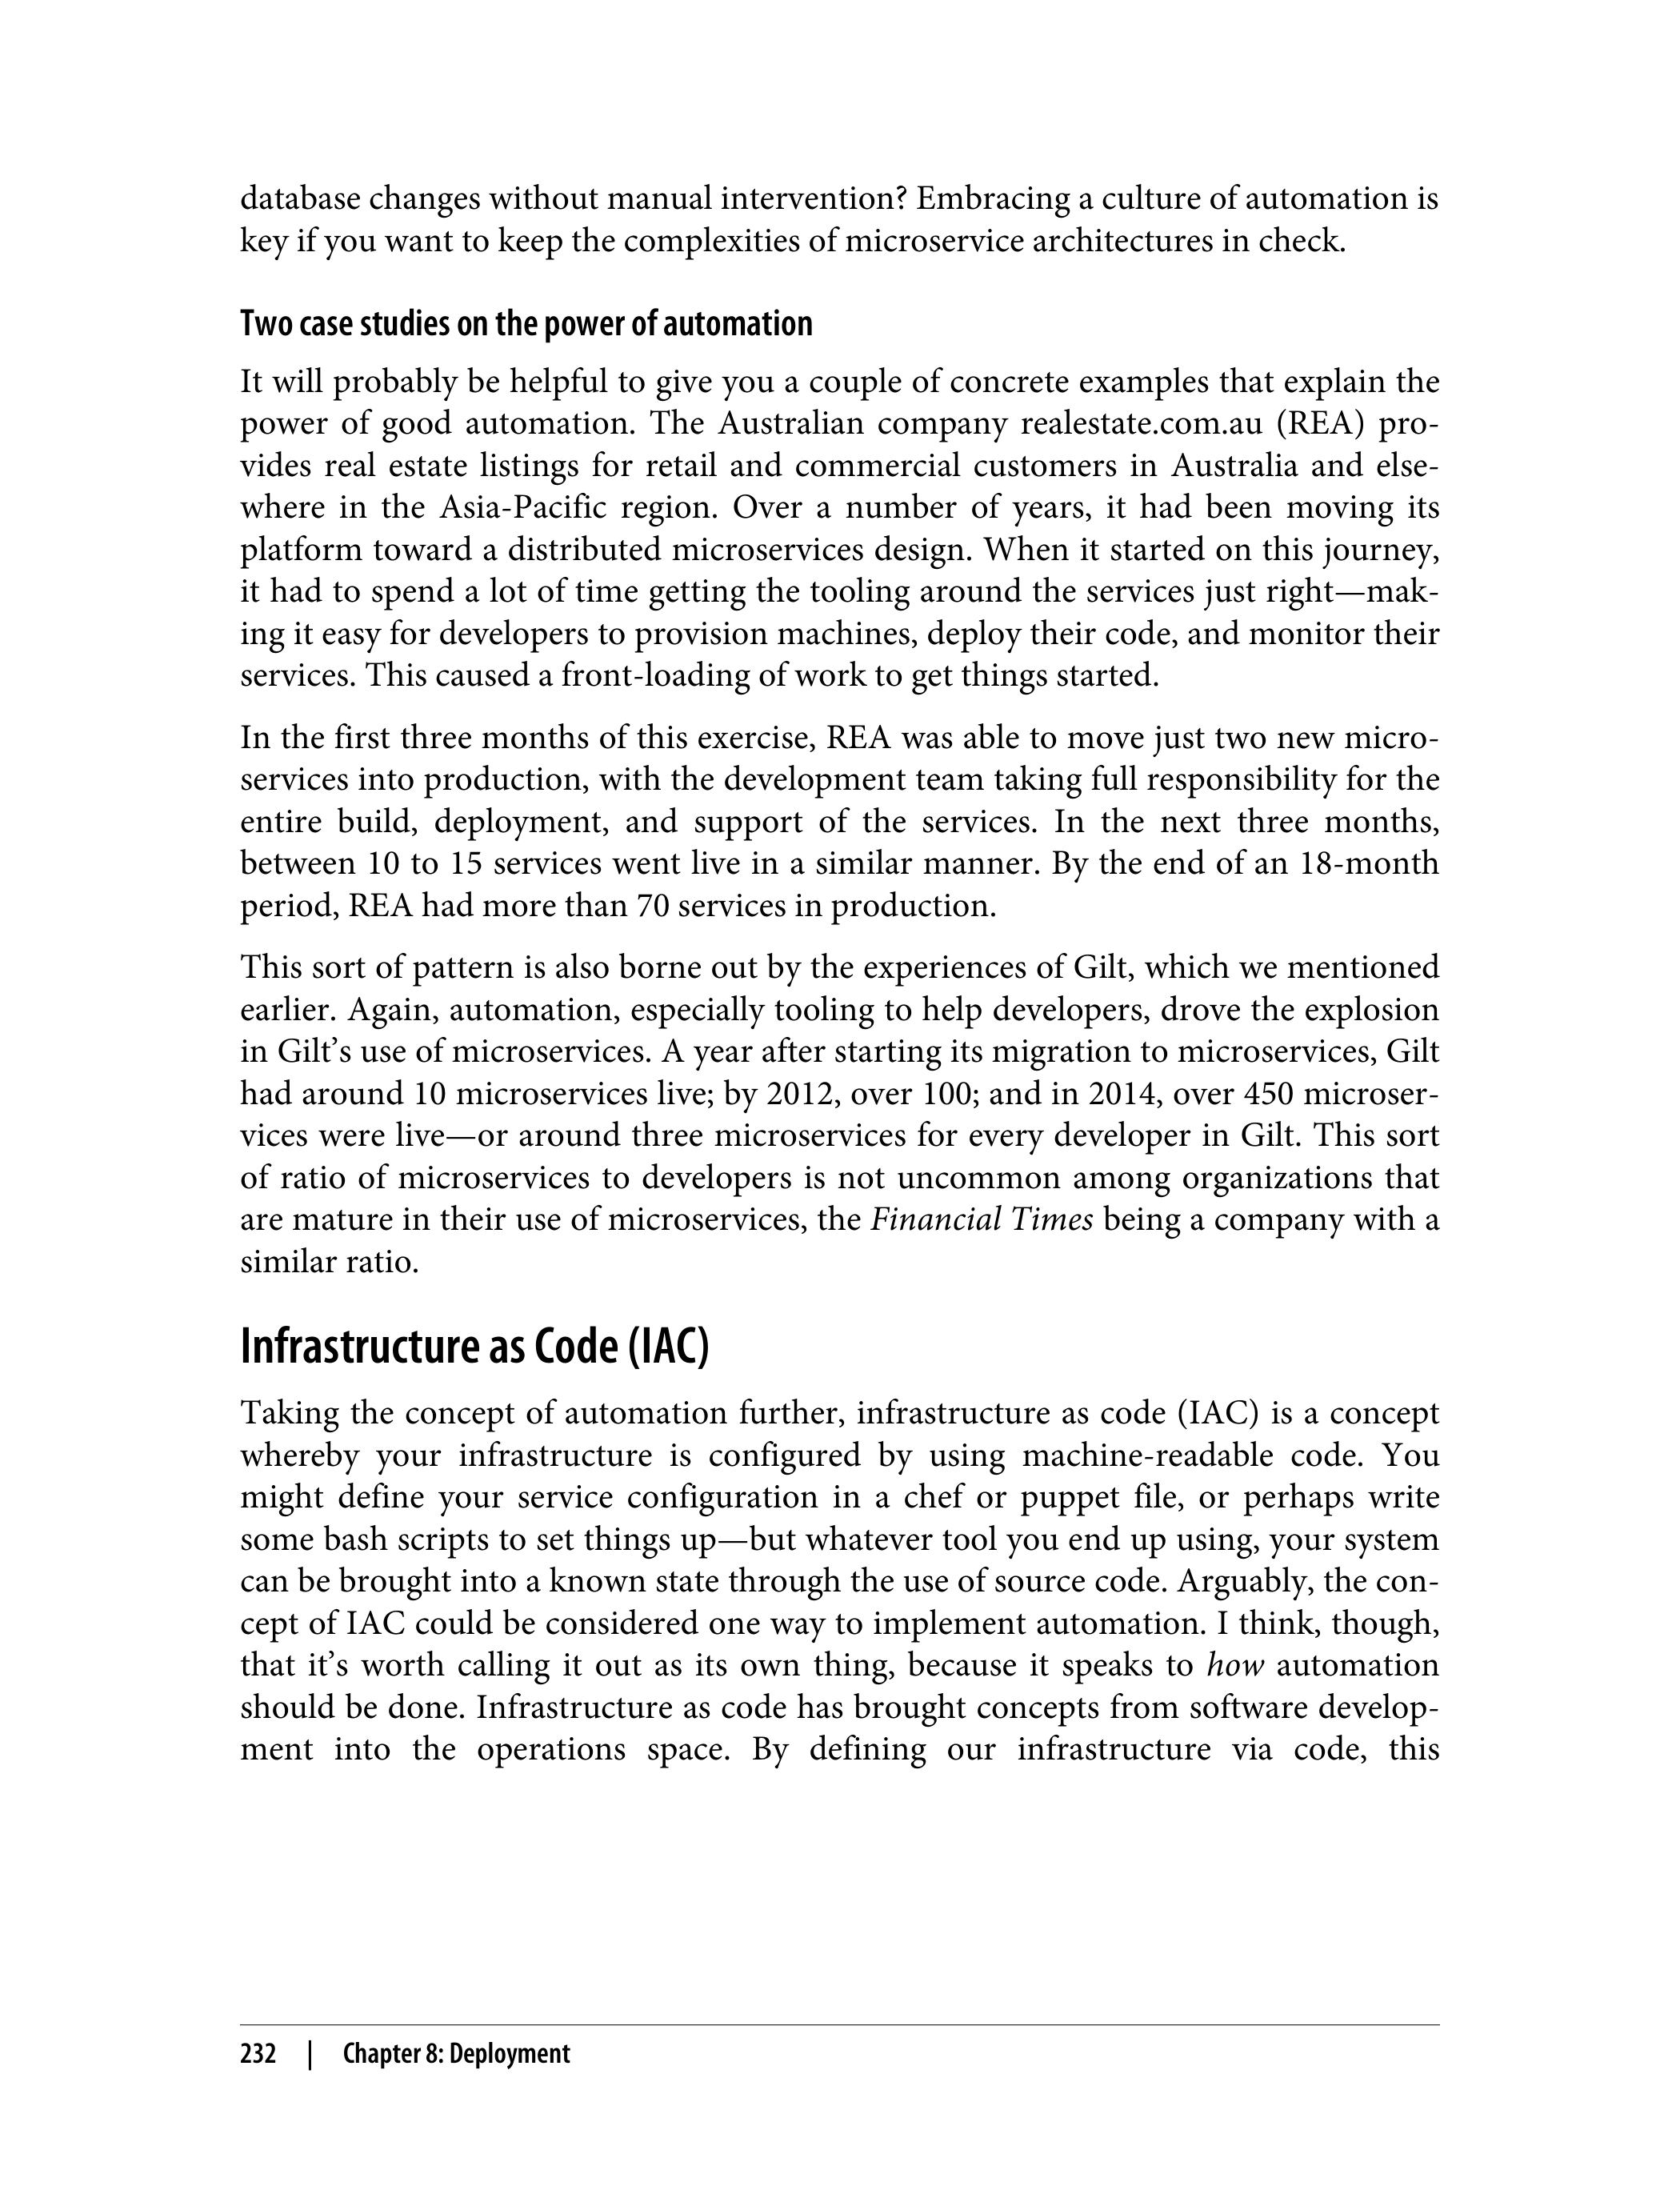 database changes without manual intervention? Embracing a culture of automation is
key if you want to keep the complexities of microservice architectures in check.
Two case studies on the power of automation
It will probably be helpful to give you a couple of concrete examples that explain the
power of good automation. The Australian company realestate.com.au (REA) pro-
vides real estate listings for retail and commercial customers in Australia and else-
where in the Asia-Pacific region. Over a number of years, it had been moving its
platform toward a distributed microservices design. When it started on this journey,
it had to spend a lot of time getting the tooling around the services just right—mak-
ing it easy for developers to provision machines, deploy their code, and monitor their
services. This caused a front-loading of work to get things started.
In the first three months of this exercise, REA was able to move just two new micro-
services into production, with the development team taking full responsibility for the
entire build, deployment, and support of the services. In the next three months,
between 10 to 15 services went live in a similar manner. By the end of an 18-month
period, REA had more than 70 services in production.
This sort of pattern is also borne out by the experiences of Gilt, which we mentioned
earlier. Again, automation, especially tooling to help developers, drove the explosion
in Gilt’s use of microservices. A year after starting its migration to microservices, Gilt
had around 10 microservices live; by 2012, over 100; and in 2014, over 450 microser-
vices were live—or around three microservices for every developer in Gilt. This sort
of ratio of microservices to developers is not uncommon among organizations that
are mature in their use of microservices, the Financial Times being a company with a
similar ratio.
Infrastructure as Code (IAC)
Taking the concept of automation further, infrastructure as code (IAC) is a concept
whereby your infrastructure is configured by using machine-readable code. You
might define your service configuration in a chef or puppet file, or perhaps write
some bash scripts to set things up—but whatever tool you end up using, your system
can be brought into a known state through the use of source code. Arguably, the con-
cept of IAC could be considered one way to implement automation. I think, though,
that it’s worth calling it out as its own thing, because it speaks to how automation
should be done. Infrastructure as code has brought concepts from software develop-
ment into the operations space. By defining our infrastructure via code, this
232 | Chapter 8: Deployment